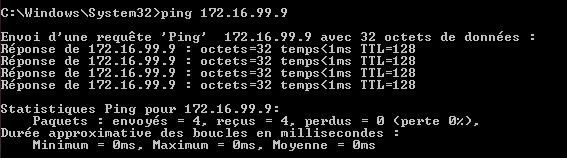 C:\Windows\System32>ping 172.16.99.9
Envoi d'une requête 'Ping'  172.16.99.9 avec 32 octets de données :
Réponse de 172.16.99.9 : octets=32 temps<1ms TTL=128
Réponse de 172.16.99.9 : octets=32 temps<1ms TTL=128
Réponse de 172.16.99.9 : octets=32 temps<1ms TTL=128
Réponse de 172.16.99.9 : octets=32 temps<1ms TTL=128
Statistiques Ping pour 172.16.99.9:
    Paquets : envoyés = 4, reçus = 4, perdus = 0 (perte 0%),
Durée approximative des boucles en millisecondes :
    Minimum = 0ms, Maximum = 0ms, Moyenne = 0ms